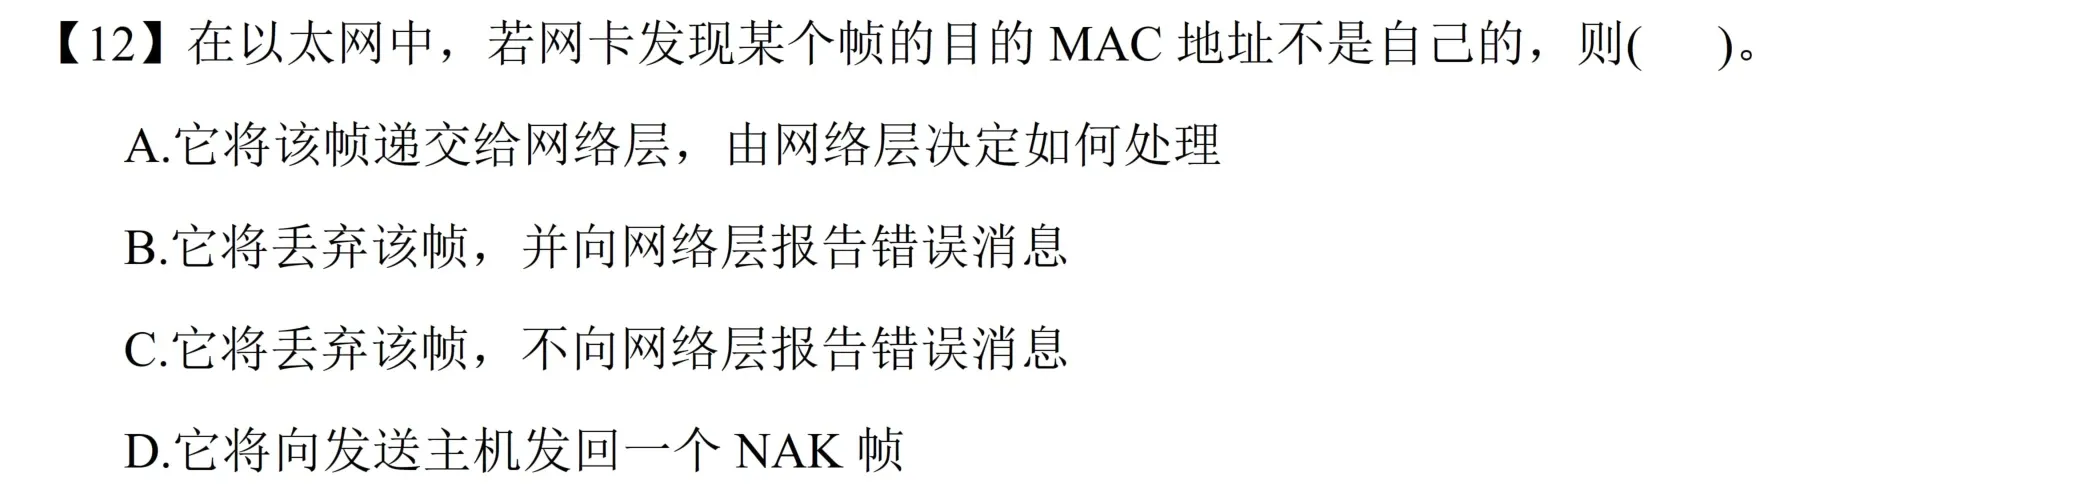 【12】在以太网中，若网卡发现某个帧的目的 MAC 地址不是自己的，则(    )。
A.它将该帧递交给网络层，由网络层决定如何处理
B.它将丢弃该帧，并向网络层报告错误消息
C.它将丢弃该帧，不向网络层报告错误消息
D.它将向发送主机发回一个 NAK 帧